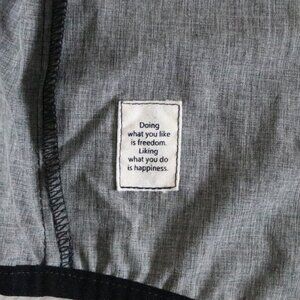 Doing
what you like
is freedom.
Liking
what you do
is happiness.